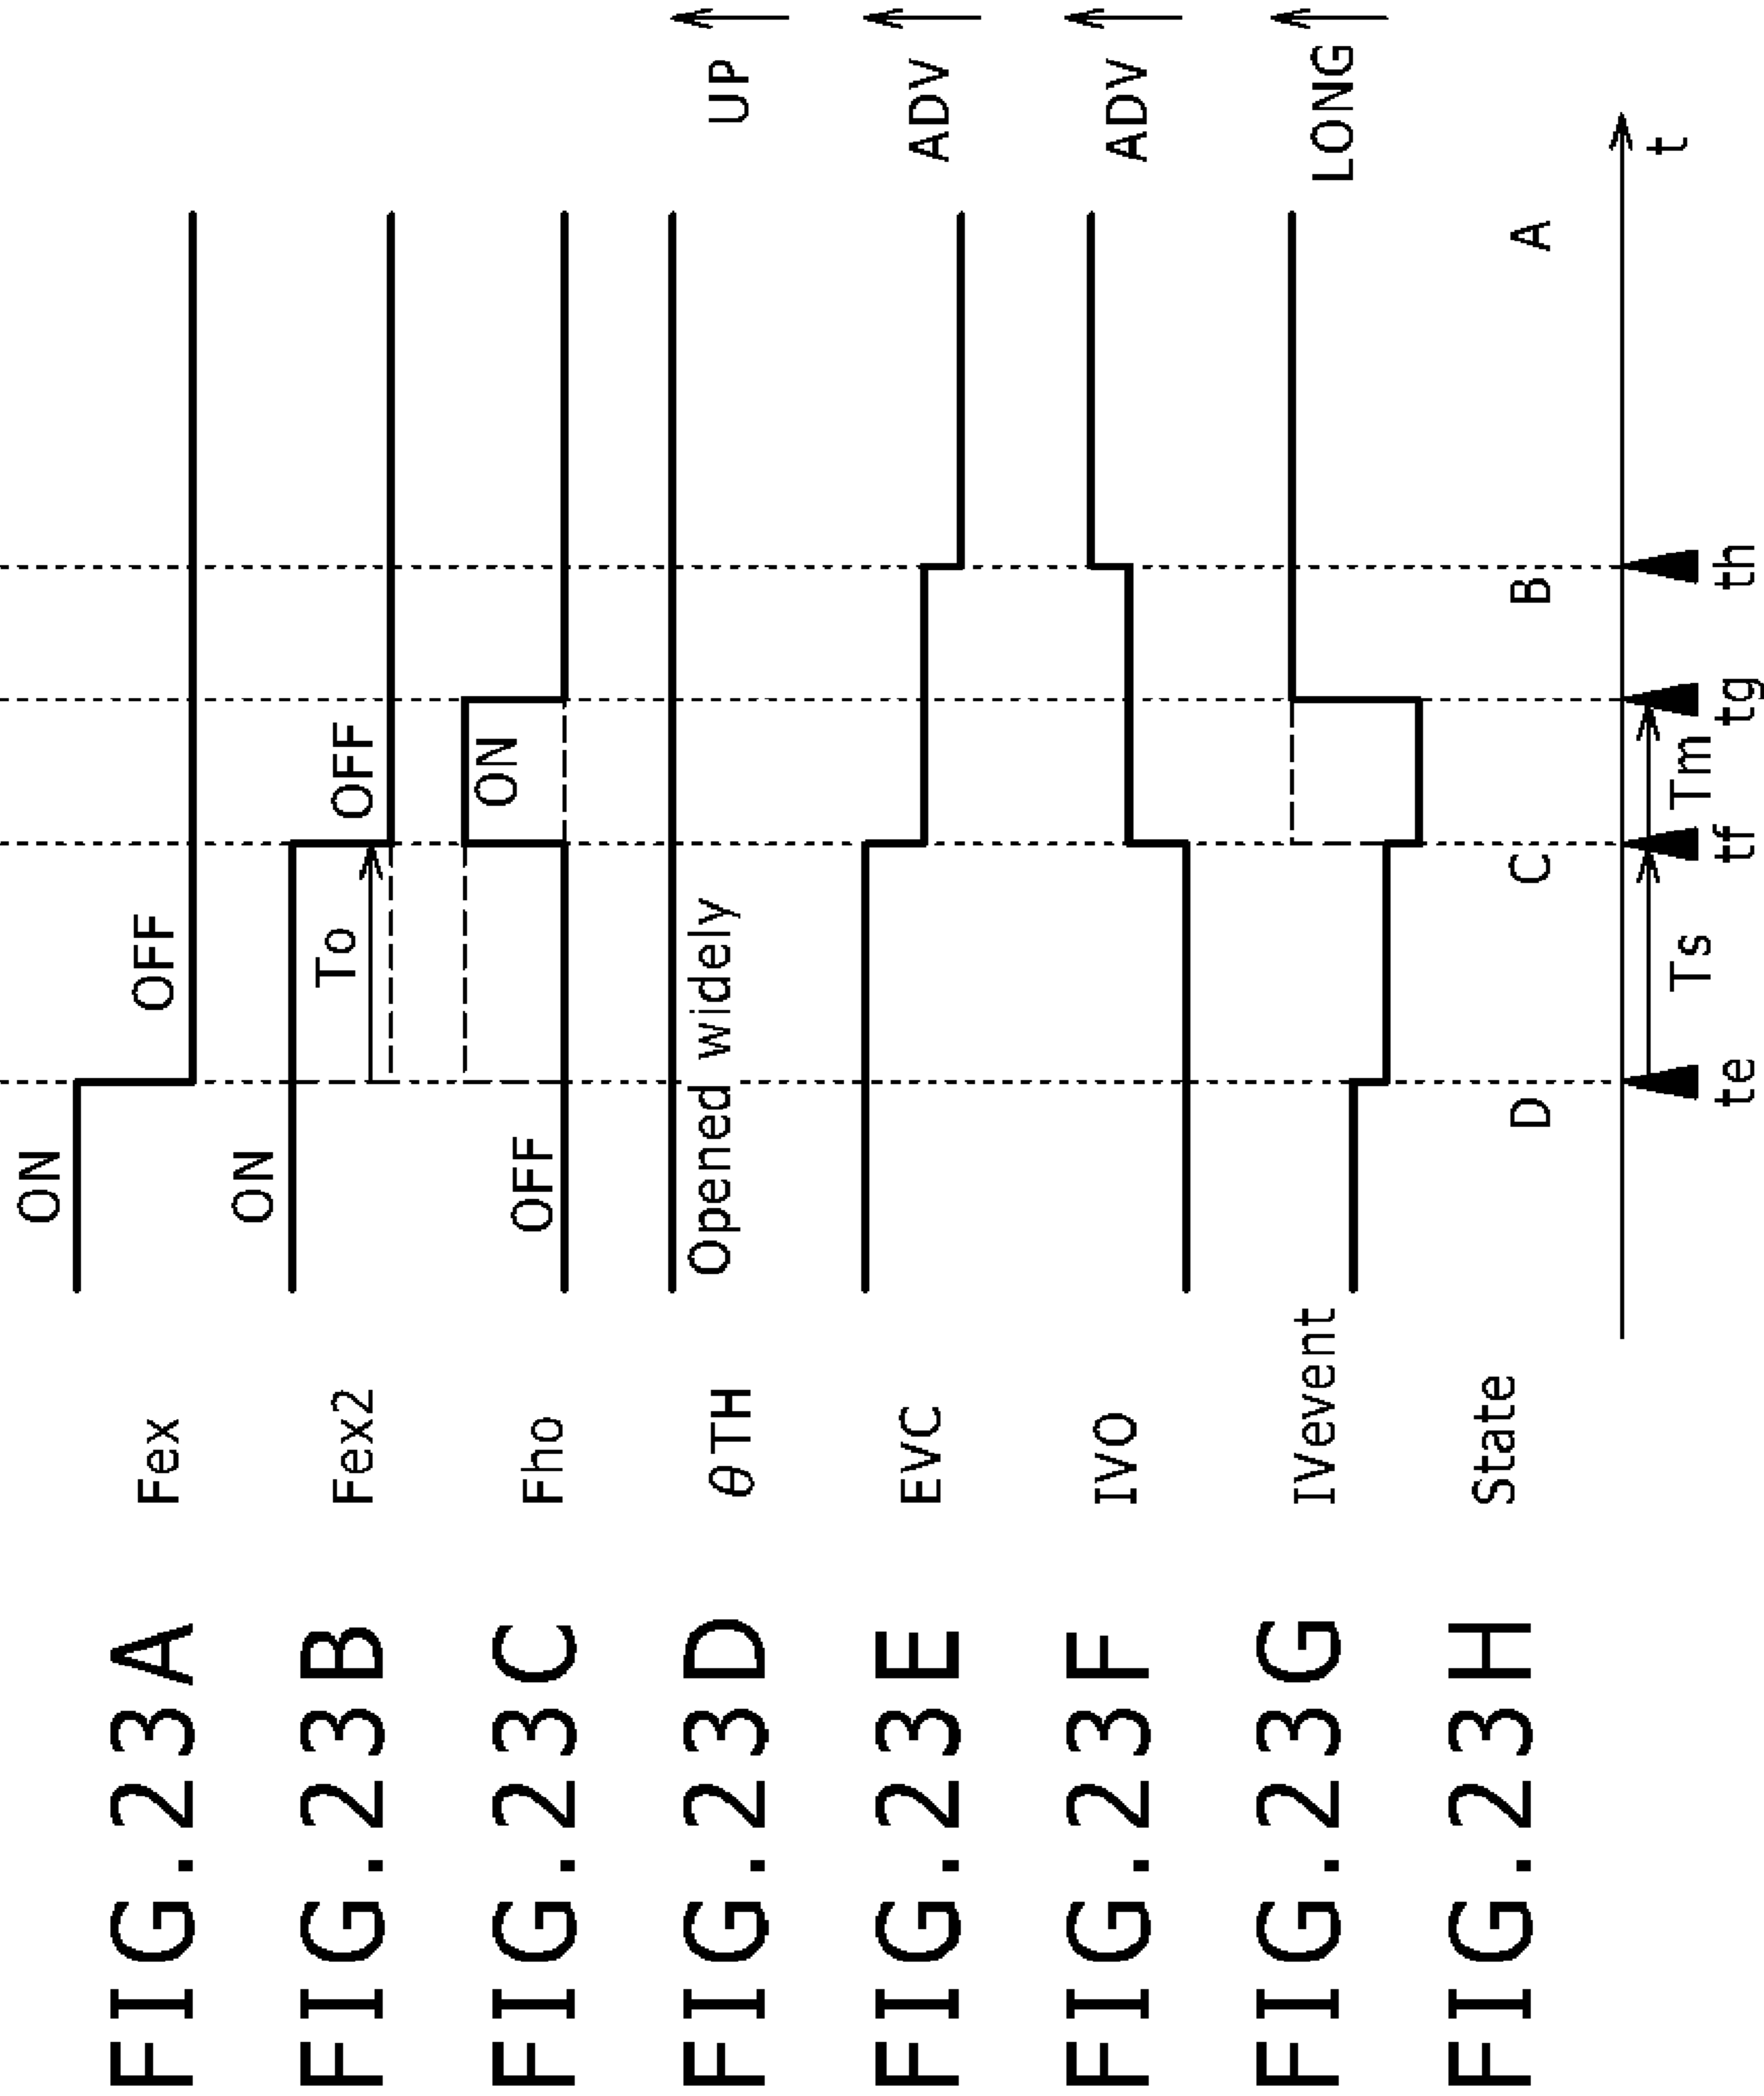 FIG.23A Fex ON OFF
FIG.23B Fex2 ON To OFF
FIG.23C Fho OFF ON
FIG.23D θTH Opened widely UP
FIG.23E EVC ADV
FIG.23F IVO ADV
FIG.23G IVevent LONG
FIG.23H State D C B A
t
Ts Tm
te tf tg th